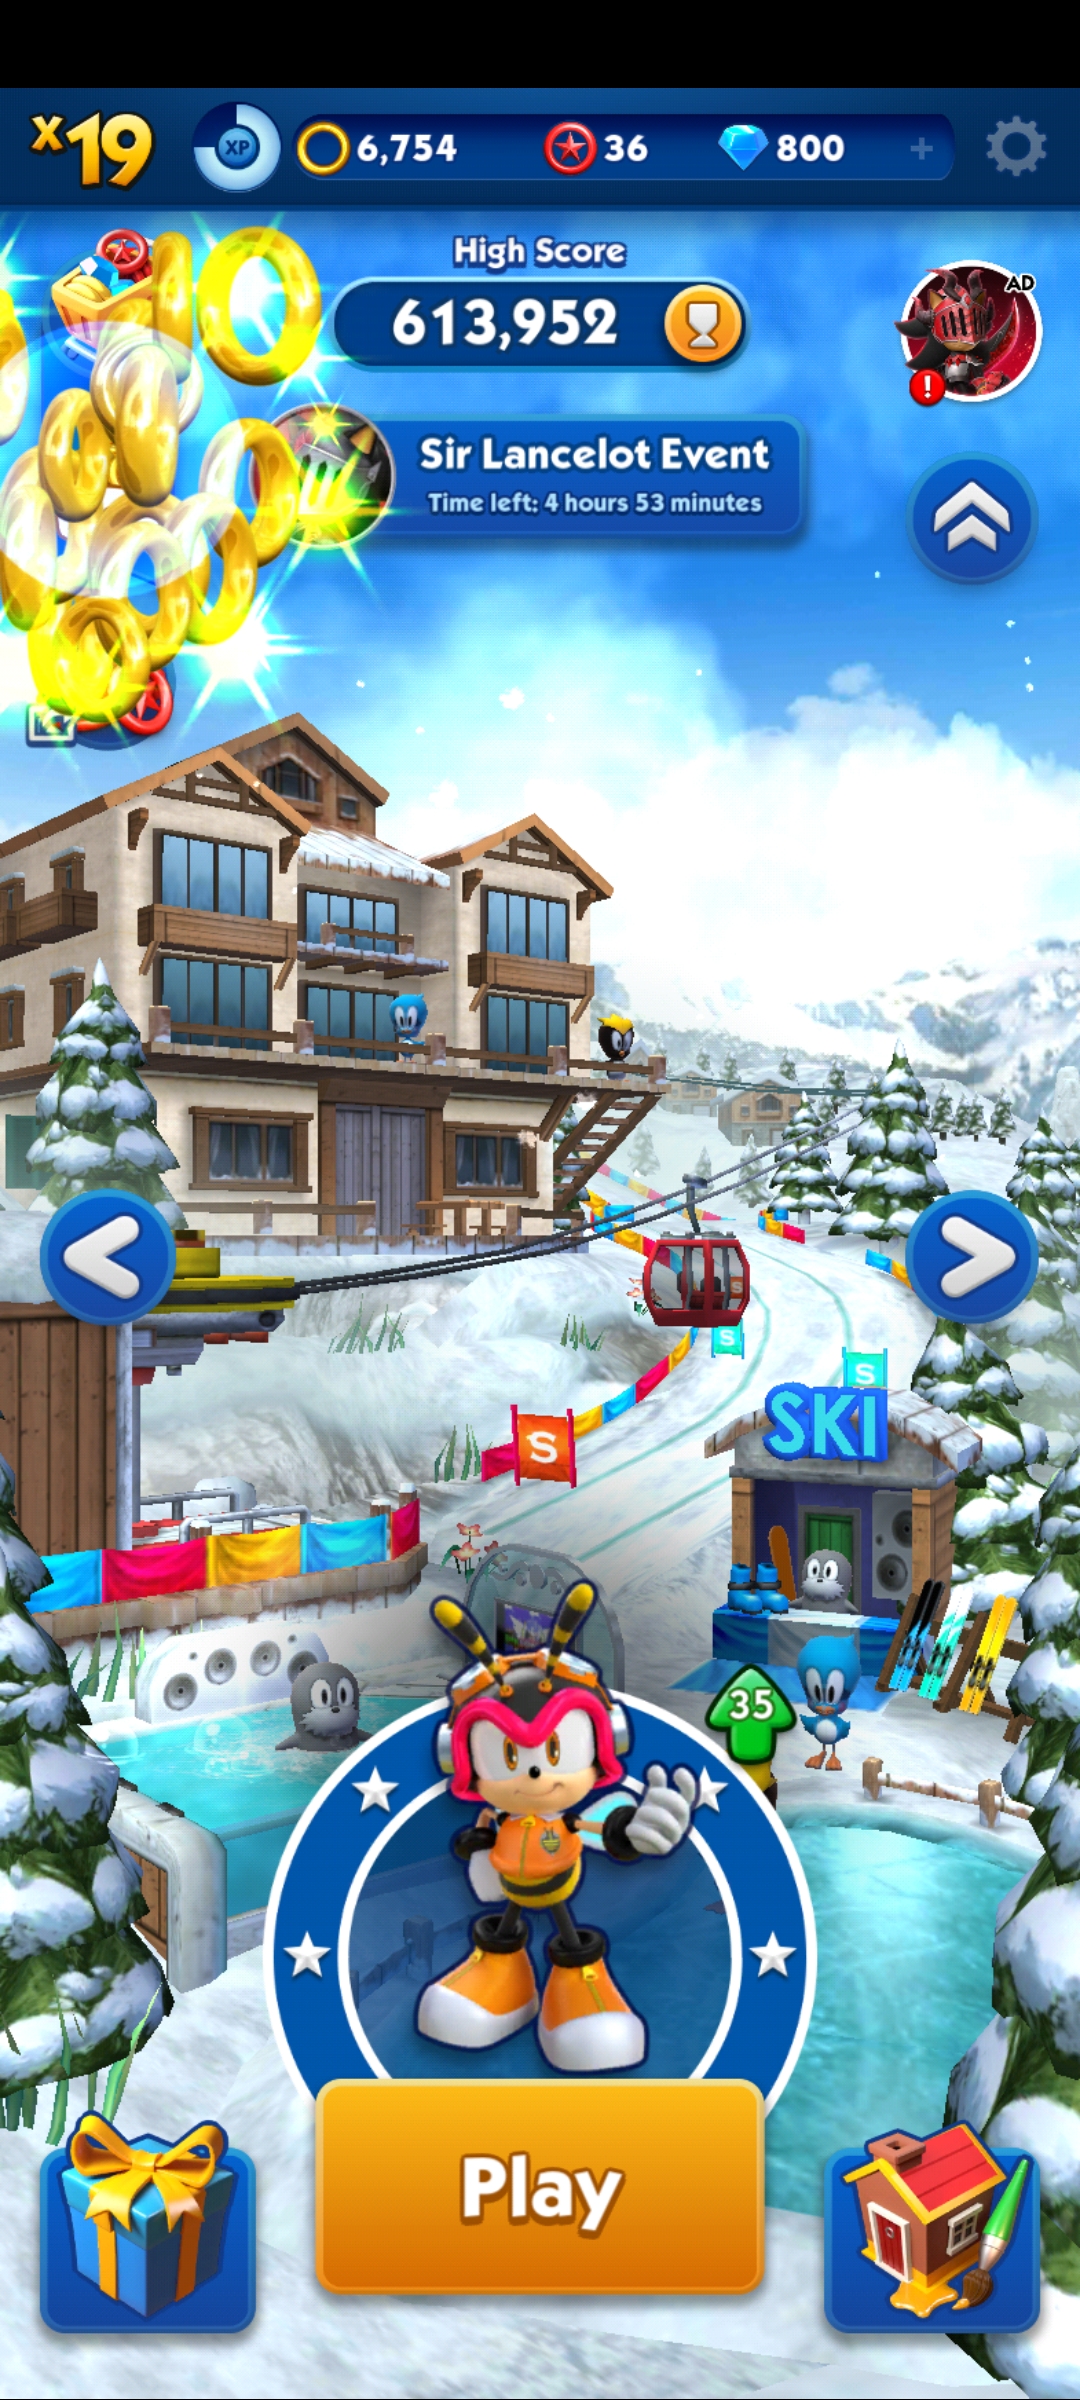 x19
XP
6,754
36
800
+
High Score
613,952
AD
!
Sir Lancelot Event
Time left: 4 hours 53 minutes
S
S
SKI
S
35
Play